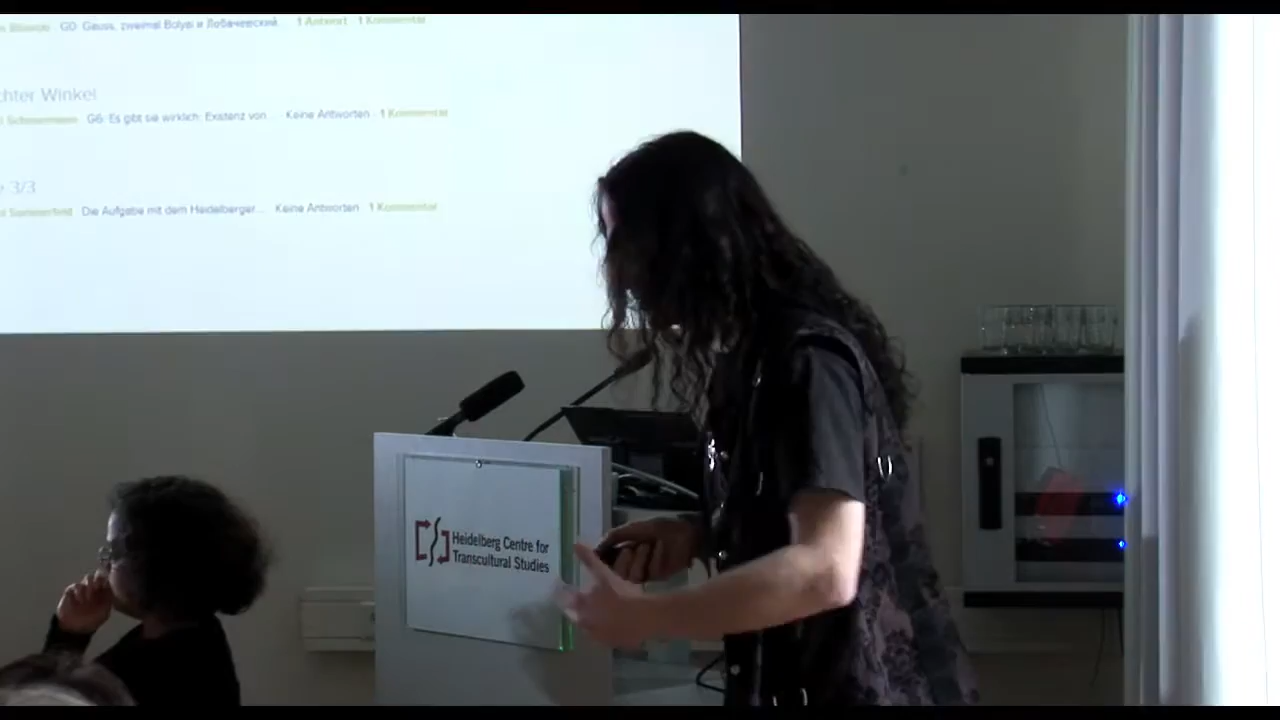 GD: Gauss, zweimal Bolyai и Лобачевский. 1 Antwort · 1 Kommentar
chter Winkel
G6: Es gibt sie wirklich: Existenz von ... Keine Antworten · 1 Kommentar
e 3/3
Die Aufgabe mit dem Heidelberger... Keine Antworten · 1 Kommentar
Heidelberg Centre for
Transcultural Studies